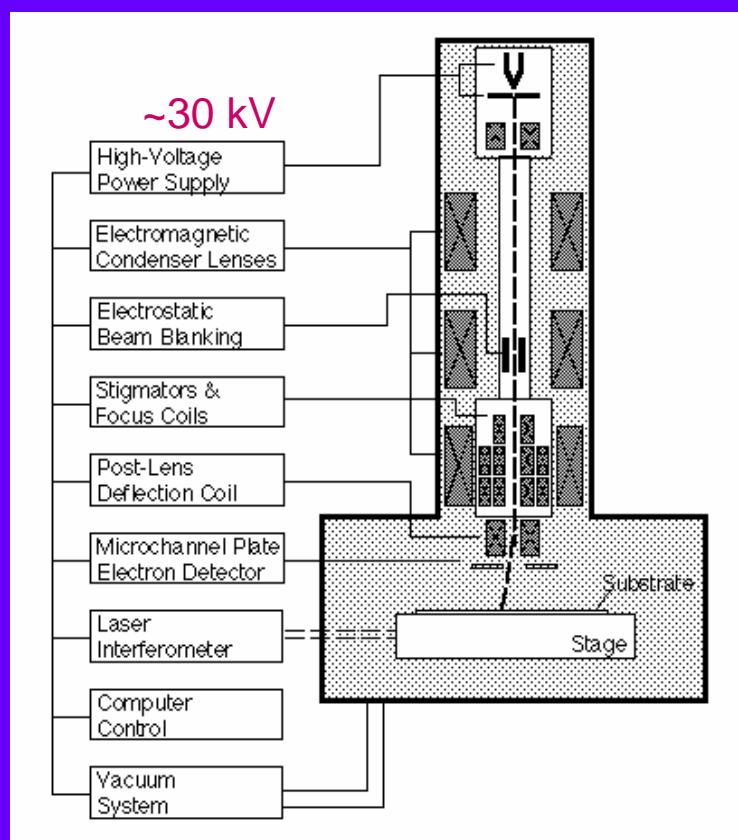 ~30 kV
High-Voltage
Power Supply
Electromagnetic
Condenser Lenses
Electrostatic
Beam Blanking
Stigmators &
Focus Coils
Post-Lens
Deflection Coil
Microchannel Plate
Electron Detector
Laser
Interferometer
Computer
Control
Vacuum
System
Substrate
Stage